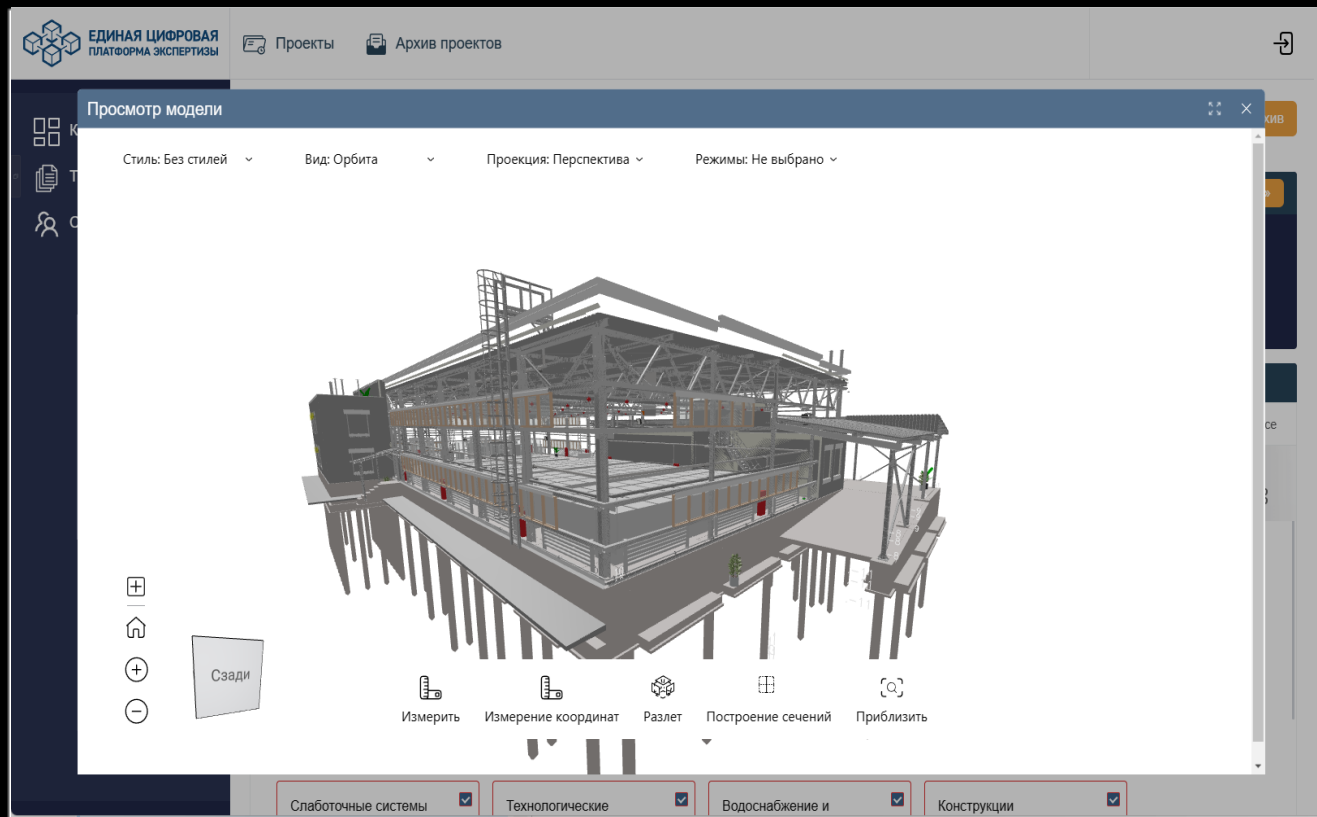 ЕДИНАЯ ЦИФРОВАЯ
ПЛАТФОРМА ЭКСПЕРТИЗЫ
Проекты
Архив проектов
Просмотр модели
Стиль: Без стилей
Вид: Орбита
Проекция: Перспектива
Режимы: Не выбрано
Сзади
Измерить
Измерение координат
Разлет
Построение сечений
Приблизить
Слаботочные системы
Технологические
Водоснабжение и
Конструкции